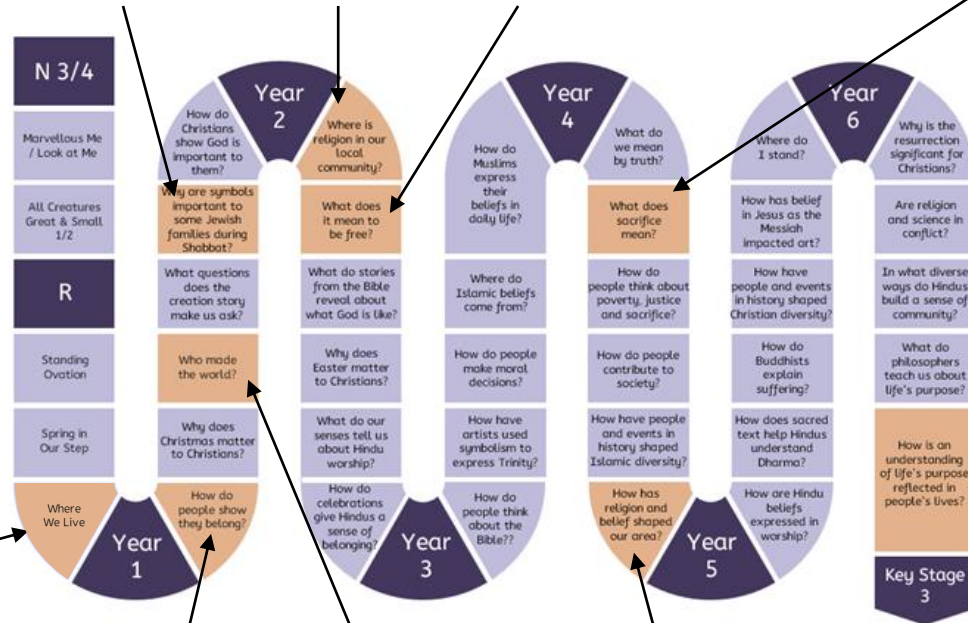 N 3/4
Marvellous Me
/ Look at Me
All Creatures
Great & Small
1/2
R
Standing
Ovation
Spring in
Our Step
Where
We Live
Year
1
How do
people show
they belong?
Why does
Christmas matter
to Christians?
Who made
the world?
What questions
does the
creation story
make us ask?
Why are symbols
important to
some Jewish
families during
Shabbat?
How do
Christians
show God is
important to
them?
Year
2
Where is
religion in our
local
community?
What does
it mean to
be free?
What do stories
from the Bible
reveal about
what God is like?
Why does
Easter matter
to Christians?
What do our
senses tell us
about Hindu
worship?
How do
celebrations
give Hindus a
sense of
belonging?
Year
3
How do
people think
about the
Bible??
How have
artists used
symbolism to
express Trinity?
How do people
make moral
decisions?
Where do
Islamic beliefs
come from?
How do
Muslims
express
their
beliefs in
daily life?
Year
4
What do
we mean
by truth?
What does
sacrifice
mean?
How do
people think about
poverty, justice
and sacrifice?
How do people
contribute to
society?
How have people
and events in
history shaped
Islamic diversity?
How has
religion and
belief shaped
our area?
Year
5
How are Hindu
beliefs
expressed in
worship?
How does sacred
text help Hindus
understand
Dharma?
How do
Buddhists
explain
suffering?
How have
people and events
in history shaped
Christian diversity?
How has belief
in Jesus as the
Messiah
impacted art?
Where do
I stand?
Year
6
Why is the
resurrection
significant for
Christians?
Are religion
and science in
conflict?
In what diverse
ways do Hindus
build a sense of
community?
What do
philosophers
teach us about
life's purpose?
How is an
understanding
of life's purpose
reflected in
people's lives?
Key Stage
3